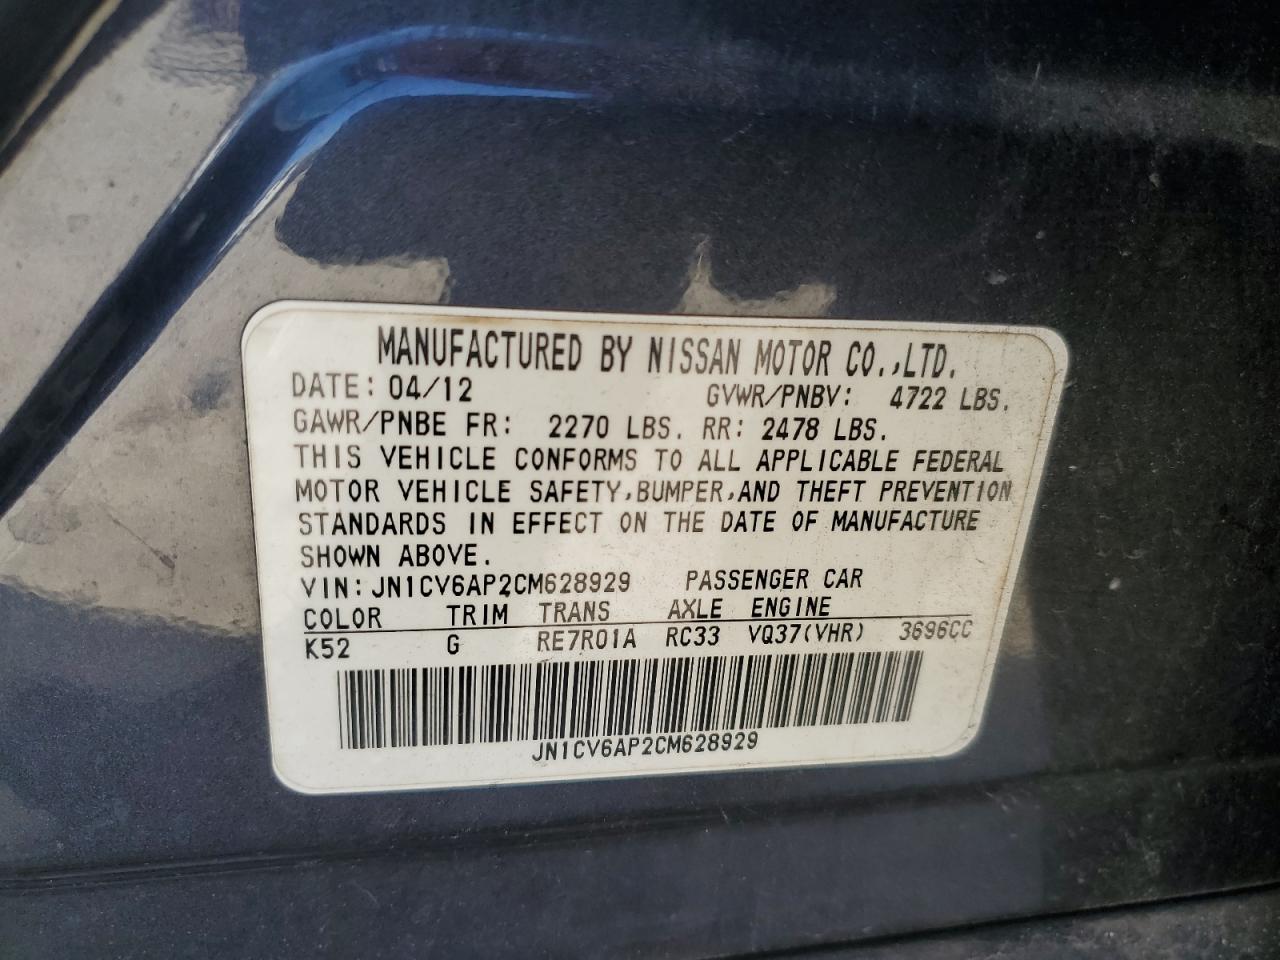 MANUFACTURED BY NISSAN MOTOR CO.,LTD.
DATE: 04/12 GVWR/PNBV: 4722 LBS.
GAWR/PNBE FR: 2270 LBS. RR: 2478 LBS.
THIS VEHICLE CONFORMS TO ALL APPLICABLE FEDERAL
MOTOR VEHICLE SAFETY,BUMPER,AND THEFT PREVENTION
STANDARDS IN EFFECT ON THE DATE OF MANUFACTURE
SHOWN ABOVE.
VIN:JN1CV6AP2CM628929 PASSENGER CAR
COLOR TRIM TRANS AXLE ENGINE
K52 G RE7R01A RC33 VQ37(VHR) 3696CC
JN1CV6AP2CM628929